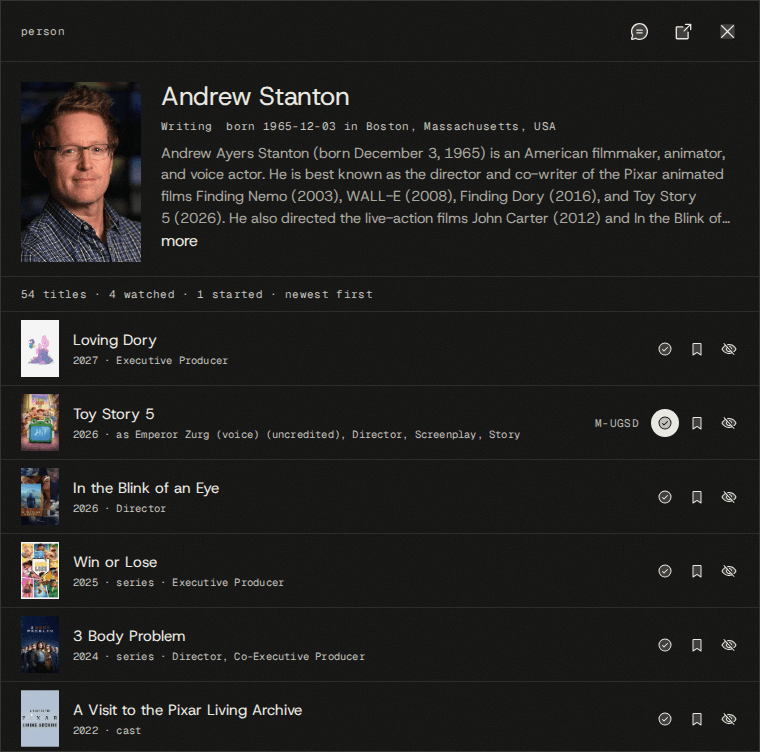 person
Andrew Stanton
Writing born 1965-12-03 in Boston, Massachusetts, USA
Andrew Ayers Stanton (born December 3, 1965) is an American filmmaker, animator,
and voice actor. He is best known as the director and co-writer of the Pixar animated
films Finding Nemo (2003), WALL-E (2008), Finding Dory (2016), and Toy Story
5 (2026). He also directed the live-action films John Carter (2012) and In the Blink of...
more
54 titles · 4 watched · 1 started · newest first
Loving Dory
2027 · Executive Producer
Toy Story 5
2026 · as Emperor Zurg (voice) (uncredited), Director, Screenplay, Story
M-UGSD
In the Blink of an Eye
2026 · Director
Win or Lose
2025 · series · Executive Producer
3 Body Problem
2024 · series · Director, Co-Executive Producer
PIXAR
LIVING ARCHIVE
A Visit to the Pixar Living Archive
2022 · cast